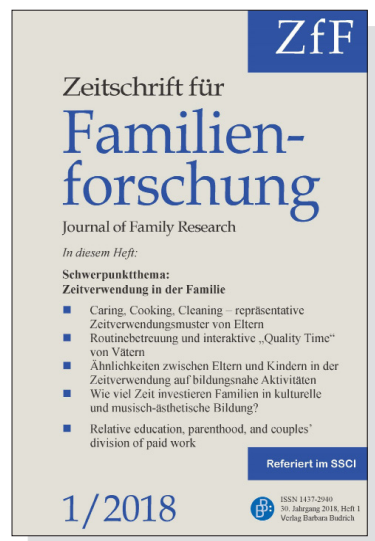 ZfF
Zeitschrift für
Familien-
forschung
Journal of Family Research
In diesem Heft:
Schwerpunktthema:
Zeitverwendung in der Familie
Caring, Cooking, Cleaning – repräsentative
Zeitverwendungsmuster von Eltern
Routinebetreuung und interaktive „Quality Time“
von Vätern
Ähnlichkeiten zwischen Eltern und Kindern in der
Zeitverwendung auf bildungsnahe Aktivitäten
Wie viel Zeit investieren Familien in kulturelle
und musisch-ästhetische Bildung?
Relative education, parenthood, and couples’
division of paid work
Referiert im SSCI
1/2018
B:
ISSN 1437-2940
30. Jahrgang 2018, Heft 1
Verlag Barbara Budrich